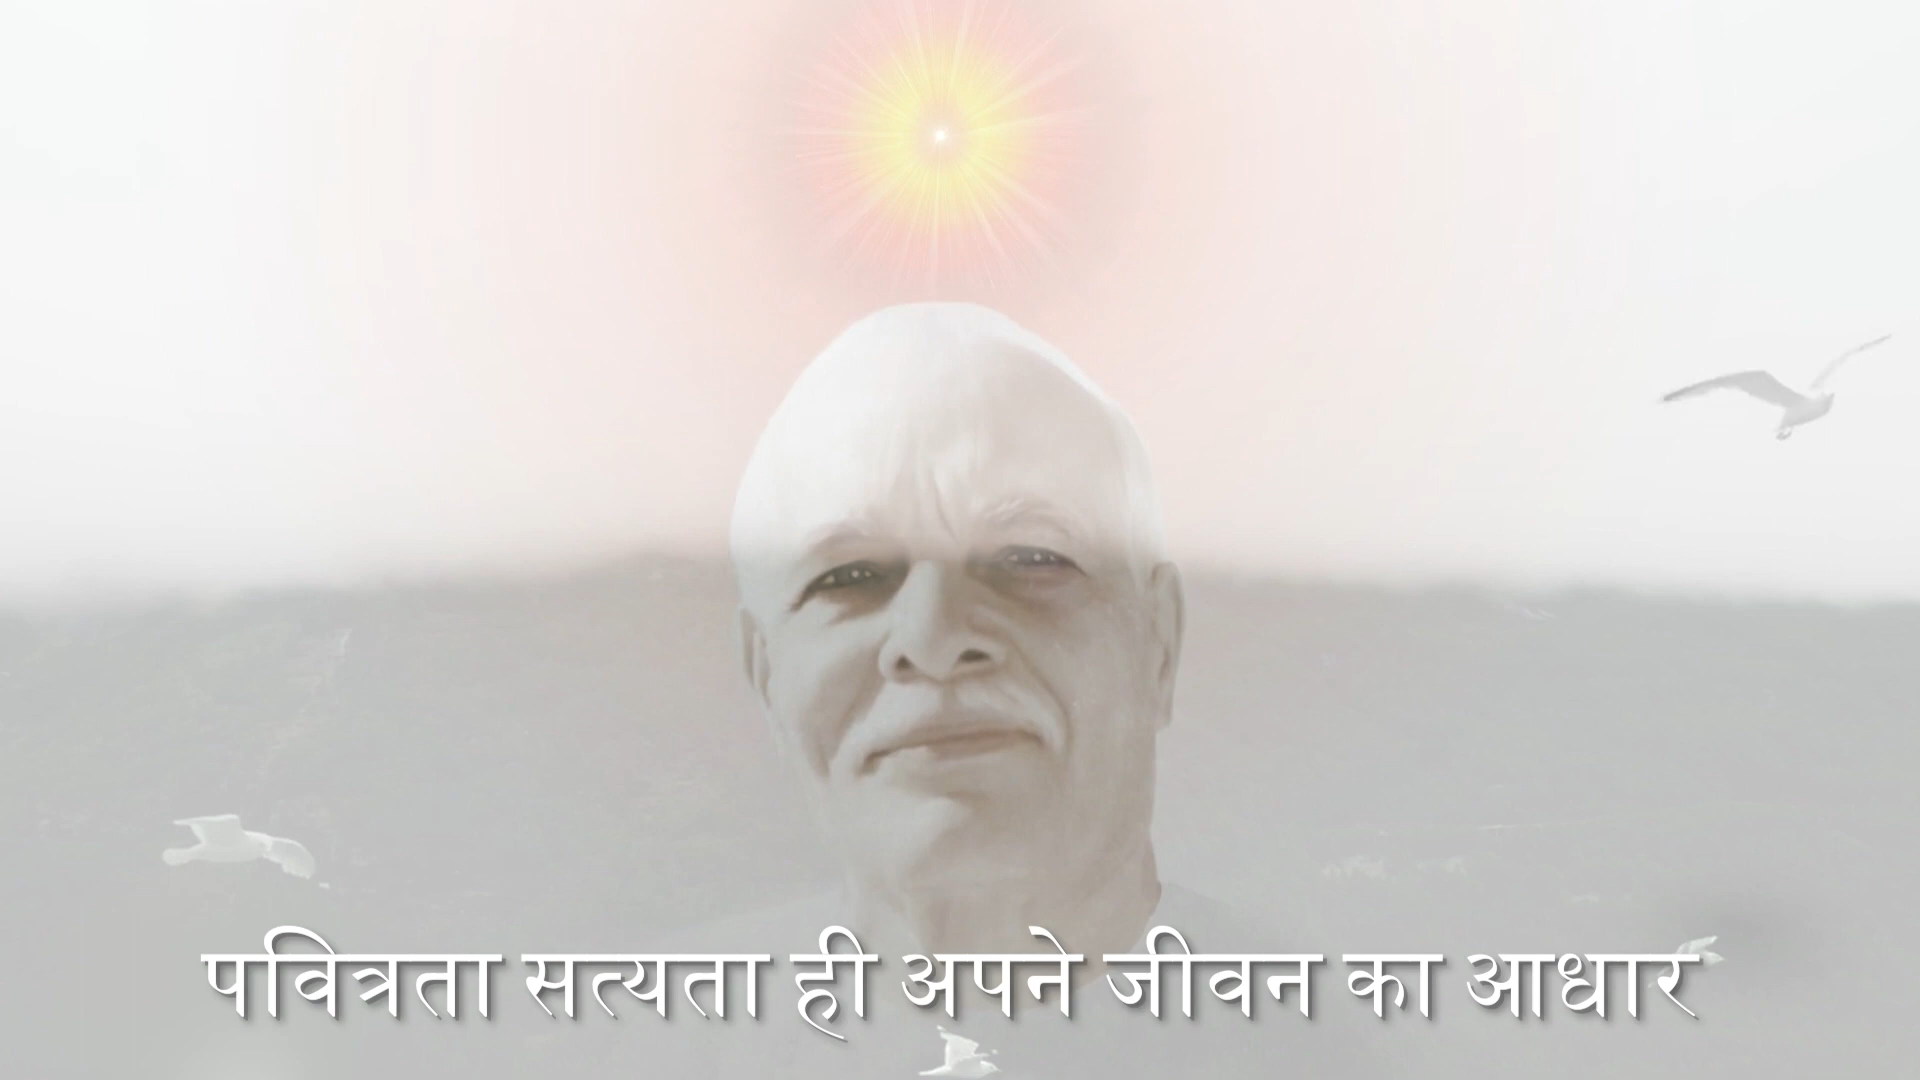 पवित्रता सत्यता ही अपने जीवन का आधार